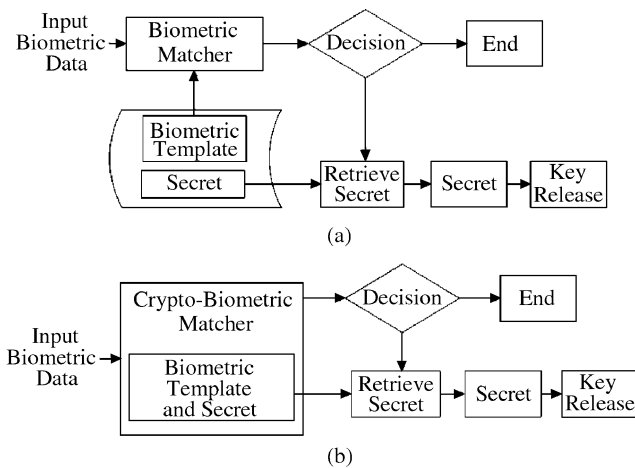 Input
Biometric
Data
Biometric
Matcher
Decision
End
Biometric
Template
Secret
Retrieve
Secret
Secret
Key
Release
(a)
Crypto-Biometric
Matcher
Decision
End
Input
Biometric
Data
Biometric
Template
and Secret
Retrieve
Secret
Secret
Key
Release
(b)